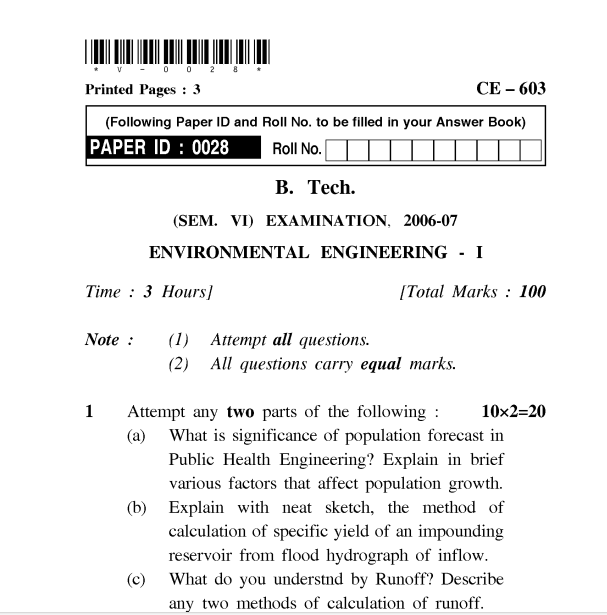 * V - 0 0 2 8 *
Printed Pages : 3 CE – 603
(Following Paper ID and Roll No. to be filled in your Answer Book)
PAPER ID : 0028 Roll No.
B. Tech.
(SEM. VI) EXAMINATION, 2006-07
ENVIRONMENTAL ENGINEERING - I
Time : 3 Hours] [Total Marks : 100
Note : (1) Attempt all questions.
(2) All questions carry equal marks.
1 Attempt any two parts of the following : 10×2=20
(a) What is significance of population forecast in
Public Health Engineering? Explain in brief
various factors that affect population growth.
(b) Explain with neat sketch, the method of
calculation of specific yield of an impounding
reservoir from flood hydrograph of inflow.
(c) What do you understnd by Runoff? Describe
any two methods of calculation of runoff.